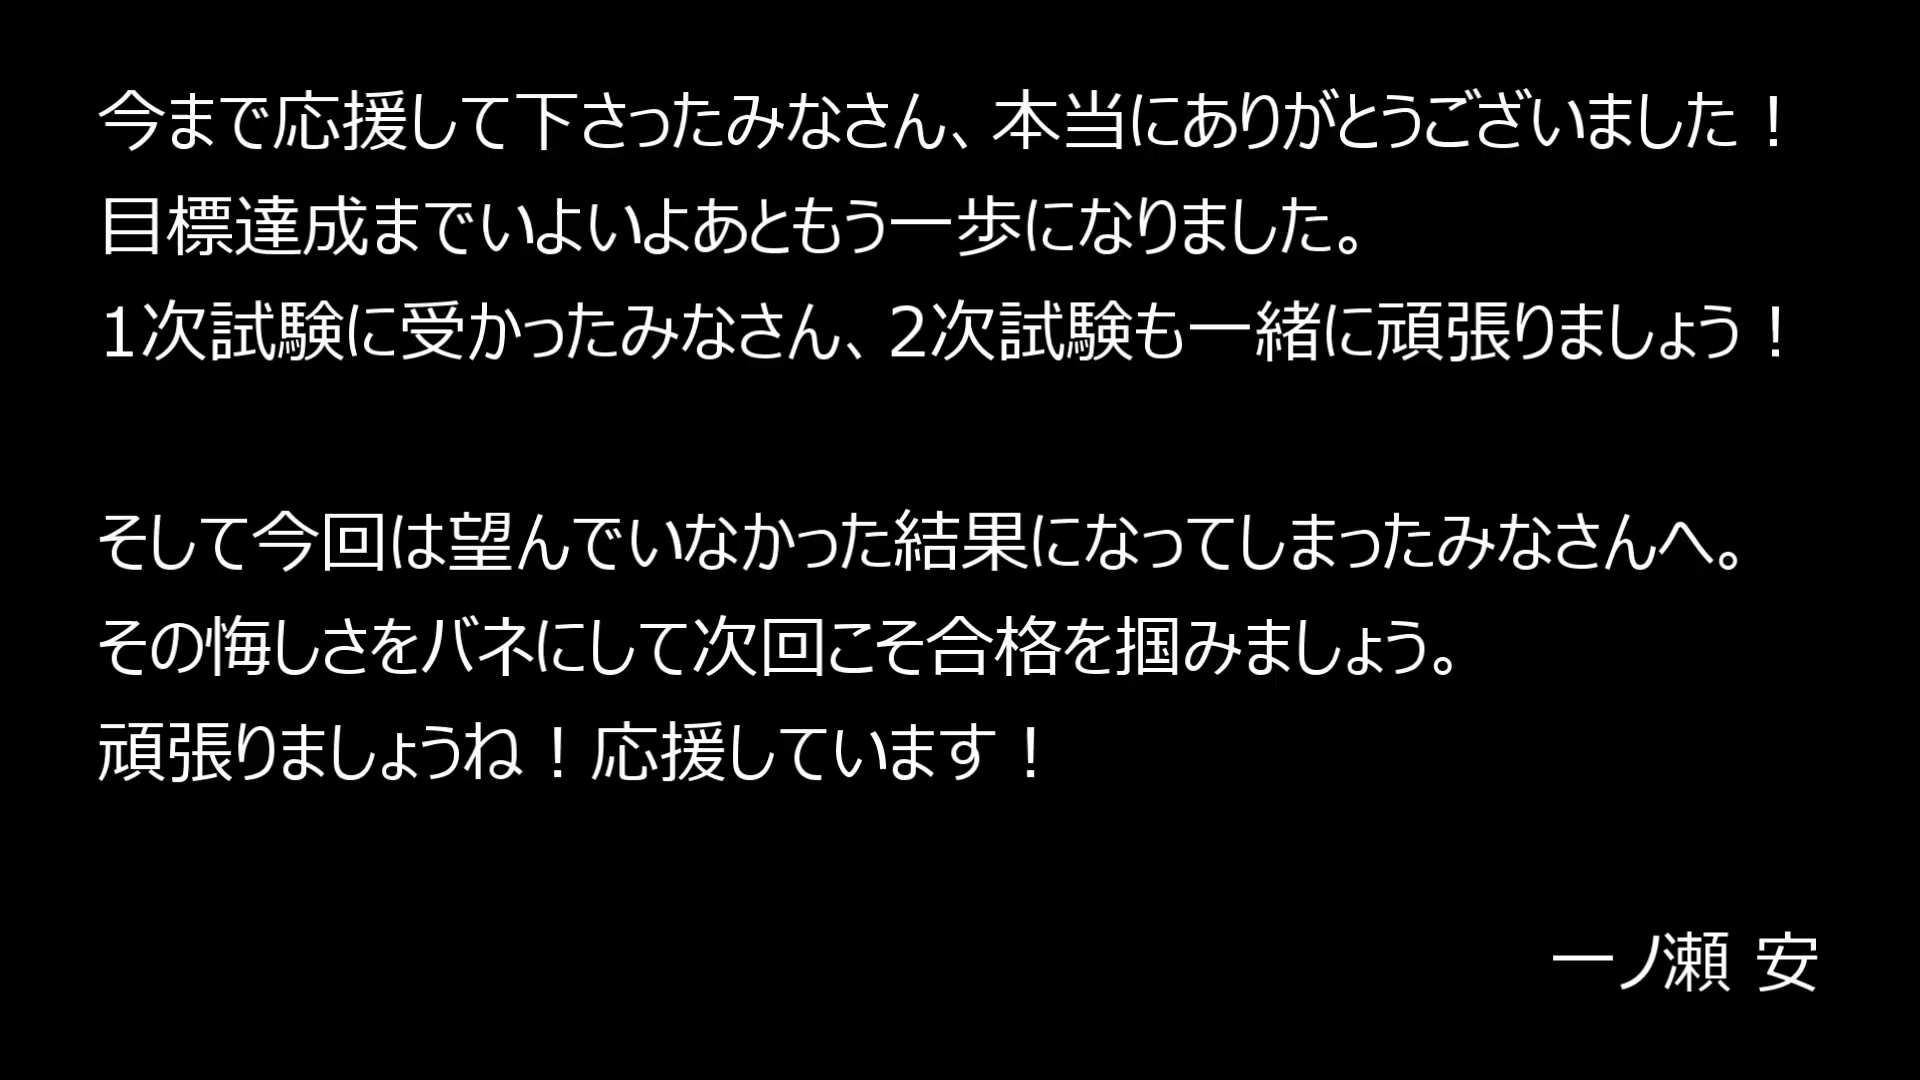 今まで応援して下さったみなさん、本当にありがとうございました！
目標達成までいよいよあともう一歩になりました。
1次試験に受かったみなさん、2次試験も一緒に頑張りましょう！
そして今回は望んでいなかった結果になってしまったみなさんへ。
その悔しさをバネにして次回こそ合格を掴みましょう。
頑張りましょうね！応援しています！
一ノ瀬 安